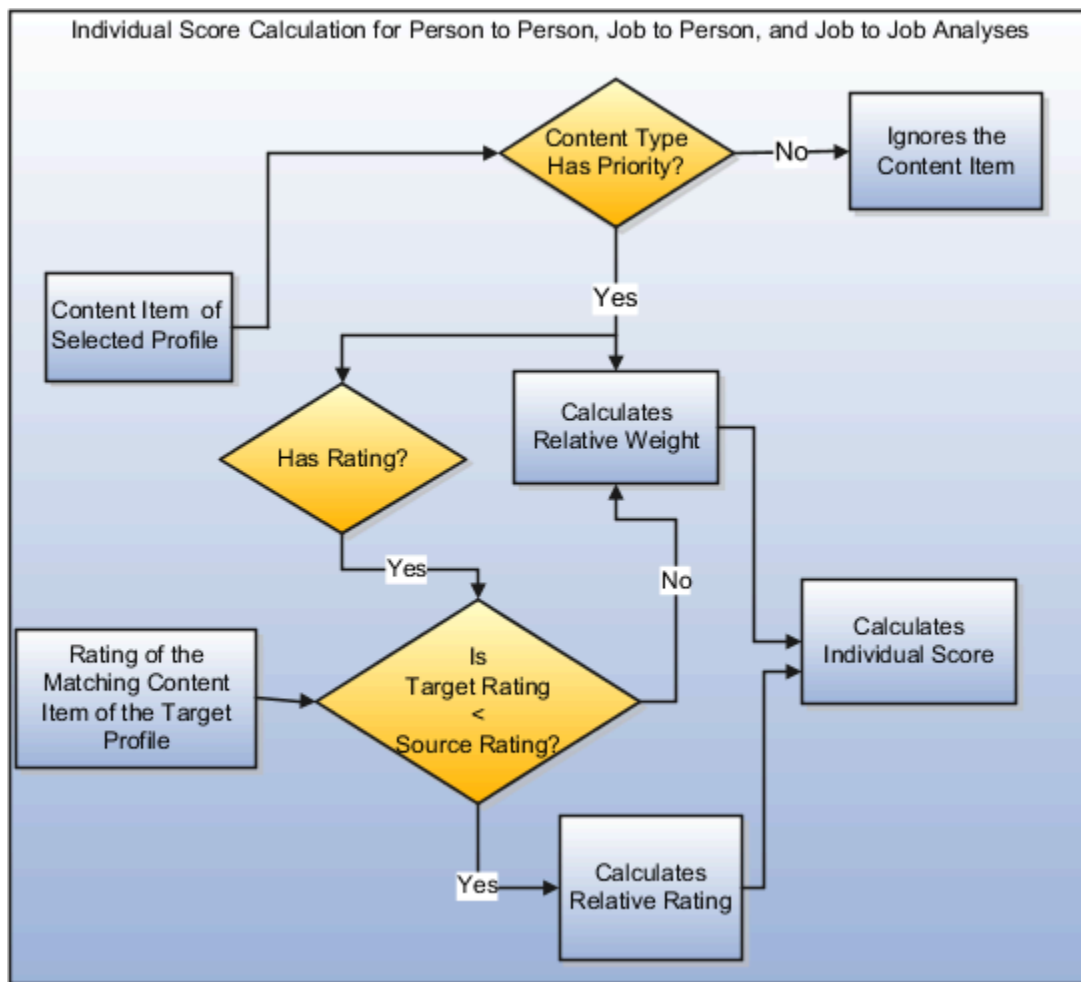 Individual Score Calculation for Person to Person, Job to Person, and Job to Job Analyses
Content Type
Has Priority?
No
Ignores the
Content Item
Yes
Content Item of
Selected Profile
Calculates
Relative Weight
Has Rating?
Yes
No
Rating of the
Matching Content
Item of the Target
Profile
Is
Target Rating
<
Source Rating?
Calculates
Individual Score
Yes
Calculates
Relative Rating